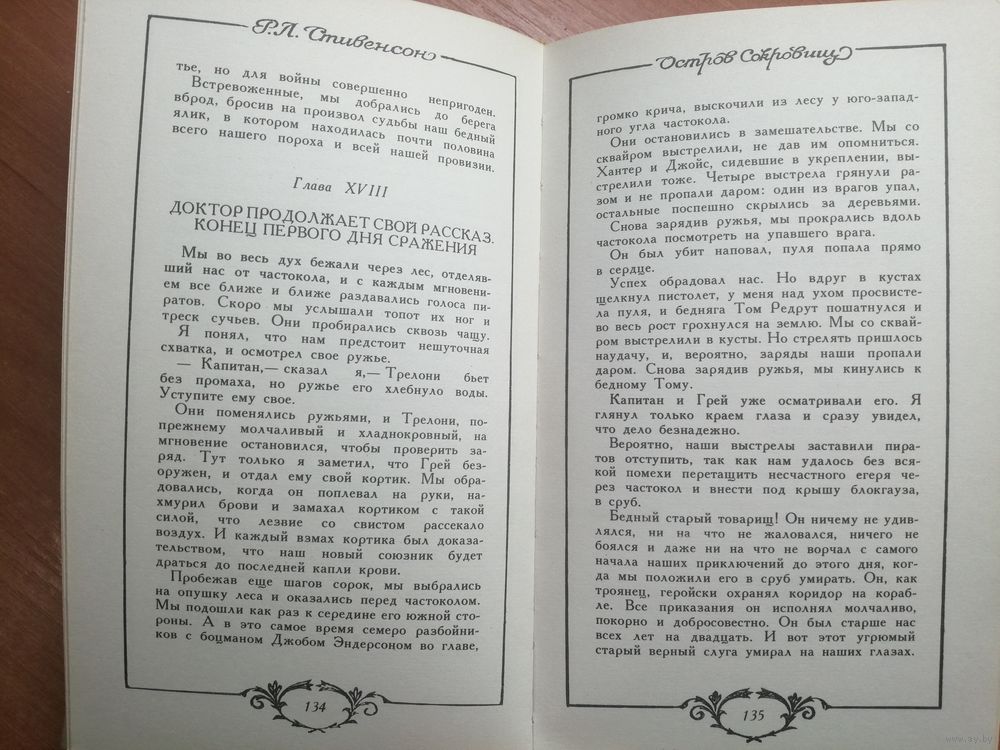 Р.Л. Стивенсон
тье, но для войны совершенно непригоден.
Встревоженные, мы добрались до берега
вброд, бросив на произвол судьбы наш бедный
ялик, в котором находилась почти половина
всего нашего пороха и всей нашей провизии.
Глава XVIII
ДОКТОР ПРОДОЛЖАЕТ СВОЙ РАССКАЗ.
КОНЕЦ ПЕРВОГО ДНЯ СРАЖЕНИЯ
Мы во весь дух бежали через лес, отделяв-
ший нас от частокола, и с каждым мгновени-
ем все ближе и ближе раздавались голоса пи-
ратов. Скоро мы услышали топот их ног и
треск сучьев. Они пробирались сквозь чащу.
Я понял, что нам предстоит нешуточная
схватка, и осмотрел свое ружье.
— Капитан,— сказал я,— Трелони бьет
без промаха, но ружье его хлебнуло воды.
Уступите ему свое.
Они поменялись ружьями, и Трелони, по-
прежнему молчаливый и хладнокровный, на
мгновение остановился, чтобы проверить за-
ряд. Тут только я заметил, что Грей без-
оружен, и отдал ему свой кортик. Мы обра-
довались, когда он поплевал на руки, на-
хмурил брови и замахал кортиком с такой
силой, что лезвие со свистом рассекало
воздух. И каждый взмах кортика был доказа-
тельством, что наш новый союзник будет
драться до последней капли крови.
Пробежав еще шагов сорок, мы выбрались
на опушку леса и оказались перед частоколом.
Мы подошли как раз к середине его южной сто-
роны. А в это самое время семеро разбойни-
ков с боцманом Джобом Эндерсоном во главе,
134
Остров Сокровищ
громко крича, выскочили из лесу у юго-запад-
ного угла частокола.
Они остановились в замешательстве. Мы со
сквайром выстрелили, не дав им опомниться.
Хантер и Джойс, сидевшие в укреплении, вы-
стрелили тоже. Четыре выстрела грянули ра-
зом и не пропали даром: один из врагов упал,
остальные поспешно скрылись за деревьями.
Снова зарядив ружья, мы прокрались вдоль
частокола посмотреть на упавшего врага.
Он был убит наповал, пуля попала прямо
в сердце.
Успех обрадовал нас. Но вдруг в кустах
щелкнул пистолет, у меня над ухом просвисте-
ла пуля, и бедняга Том Редрут пошатнулся и
во весь рост грохнулся на землю. Мы со сквай-
ром выстрелили в кусты. Но стрелять пришлось
наудачу, и, вероятно, заряды наши пропали
даром. Снова зарядив ружья, мы кинулись к
бедному Тому.
Капитан и Грей уже осматривали его. Я
глянул только краем глаза и сразу увидел,
что дело безнадежно.
Вероятно, наши выстрелы заставили пира-
тов отступить, так как нам удалось без вся-
кой помехи перетащить несчастного егеря че-
рез частокол и внести под крышу блокгауза,
в сруб.
Бедный старый товарищ! Он ничему не удив-
лялся, ни на что не жаловался, ничего не
боялся и даже ни на что не ворчал с самого
начала наших приключений до этого дня, ког-
да мы положили его в сруб умирать. Он, как
троянец, геройски охранял коридор на кораб-
ле. Все приказания он исполнял молчаливо,
покорно и добросовестно. Он был старше нас
всех лет на двадцать. И вот этот угрюмый
старый верный слуга умирал на наших глазах.
135
www.ay.by